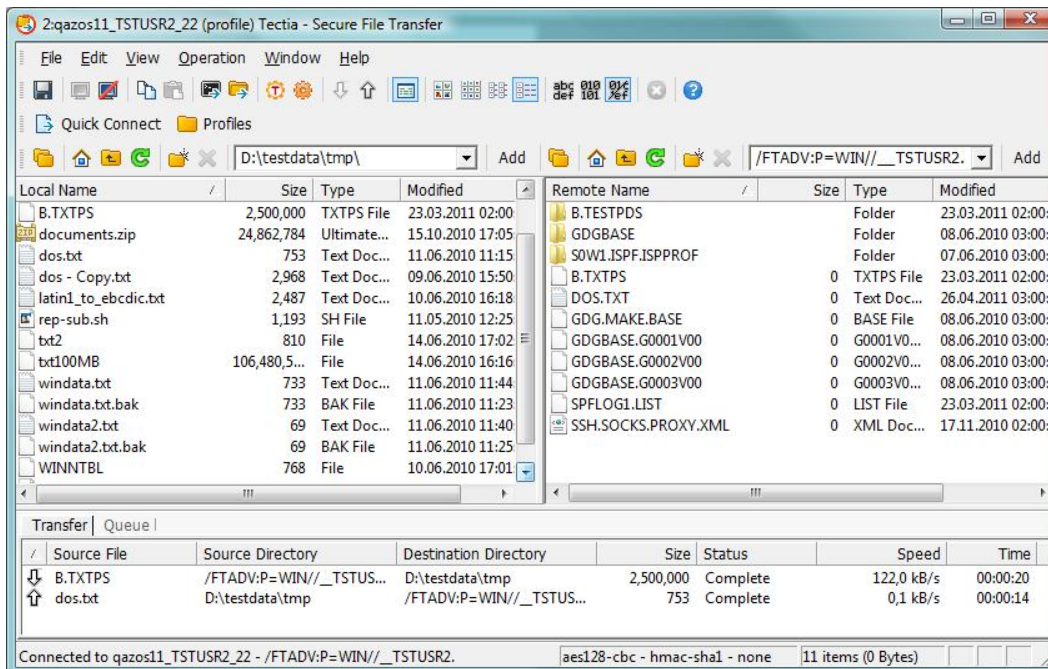 2:qazos11_TSTUSR2_22 (profile) Tectia - Secure File Transfer
File Edit View Operation Window Help
abc def 010 101
Quick Connect Profiles
D:\testdata\tmp\ Add /FTADV:P=WIN//__TSTUSR2. Add
Local Name / Size Type Modified
B.TXTPS 2,500,000 TXTPS File 23.03.2011 02:00:
documents.zip 24,862,784 Ultimate... 15.10.2010 17:05:
dos.txt 753 Text Doc... 11.06.2010 11:15:
dos - Copy.txt 2,968 Text Doc... 09.06.2010 15:50:
latin1_to_ebcdic.txt 2,487 Text Doc... 10.06.2010 16:18:
rep-sub.sh 1,193 SH File 11.05.2010 12:25:
txt2 810 File 14.06.2010 17:02:
txt100MB 106,480,5... File 14.06.2010 16:16:
windata.txt 733 Text Doc... 11.06.2010 11:44:
windata.txt.bak 733 BAK File 11.06.2010 11:23:
windata2.txt 69 Text Doc... 11.06.2010 11:40:
windata2.txt.bak 69 BAK File 11.06.2010 11:25:
WINNTBL 768 File 10.06.2010 17:01:
Remote Name / Size Type Modified
B.TESTPDS Folder 23.03.2011 02:00:
GDGBASE Folder 08.06.2010 03:00:
S0W1.ISPF.ISPPROF Folder 07.06.2010 03:00:
B.TXTPS 0 TXTPS File 23.03.2011 02:00:
DOS.TXT 0 Text Doc... 26.04.2011 03:00:
GDG.MAKE.BASE 0 BASE File 08.06.2010 03:00:
GDGBASE.G0001V00 0 G0001V0... 08.06.2010 03:00:
GDGBASE.G0002V00 0 G0002V0... 08.06.2010 03:00:
GDGBASE.G0003V00 0 G0003V0... 08.06.2010 03:00:
SPFLOG1.LIST 0 LIST File 23.03.2011 02:00:
SSH.SOCKS.PROXY.XML 0 XML Doc... 17.11.2010 02:00:
Transfer Queue
/ Source File Source Directory Destination Directory Size Status Speed Time
B.TXTPS /FTADV:P=WIN//__TSTUS... D:\testdata\tmp 2,500,000 Complete 122,0 kB/s 00:00:20
dos.txt D:\testdata\tmp /FTADV:P=WIN//__TSTUS... 753 Complete 0,1 kB/s 00:00:14
Connected to qazos11_TSTUSR2_22 - /FTADV:P=WIN//__TSTUSR2. aes128-cbc - hmac-sha1 - none 11 items (0 Bytes)